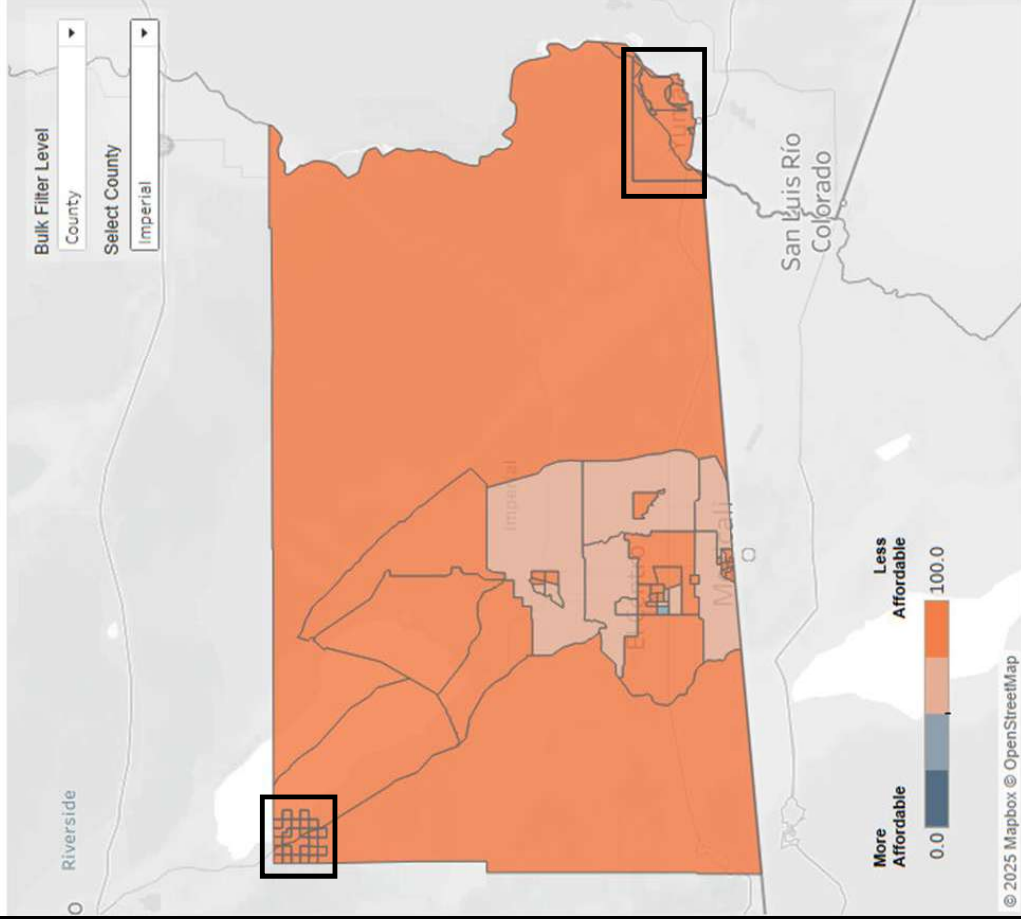 Bulk Filter Level
County
Select County
Imperial
Riverside
Imperial
Yuma
San Luis Río
Colorado
More
Affordable
Less
Affordable
0.0
100.0
© 2025 Mapbox © OpenStreetMap